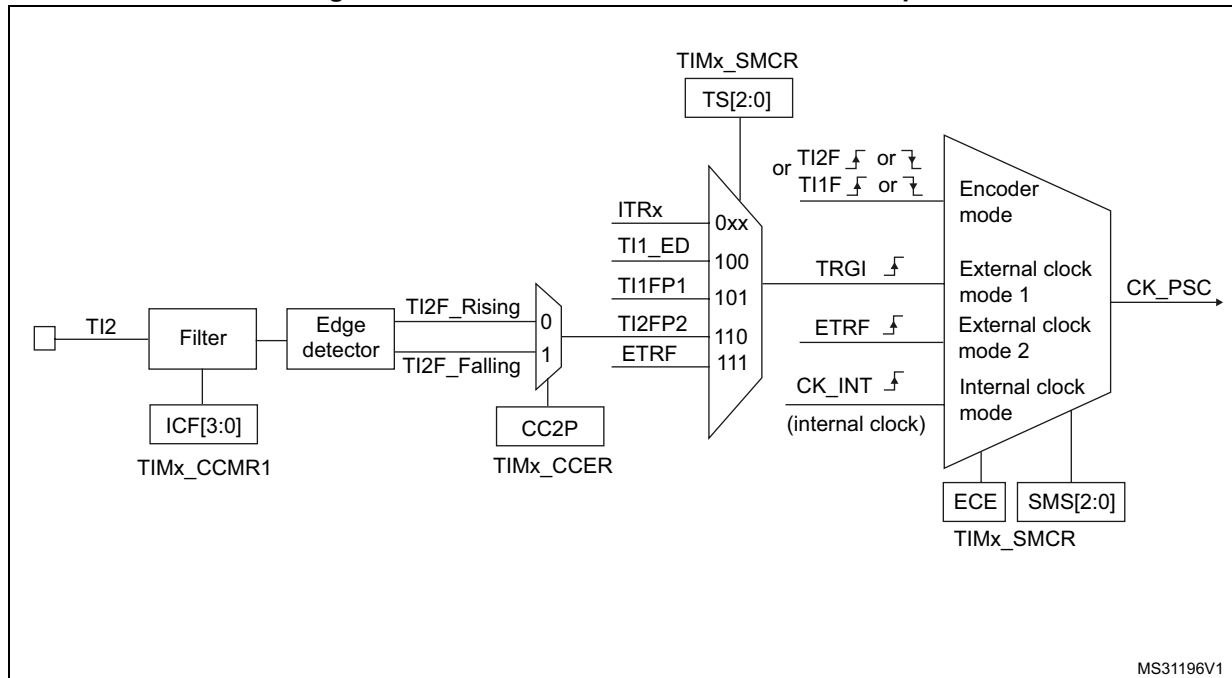 TIMx_SMCR
TS[2:0]
or TI2F or
TI1F or
Encoder
mode
ITRx
0xx
TI1_ED
100
TI1FP1
101
TI2FP2
110
ETRF
111
TRGI
External clock
mode 1
CK_PSC
ETRF
External clock
mode 2
CK_INT
(internal clock)
Internal clock
mode
TI2
Filter
Edge
detector
TI2F_Rising
0
TI2F_Falling
1
ICF[3:0]
TIMx_CCMR1
CC2P
TIMx_CCER
ECE
SMS[2:0]
TIMx_SMCR
MS31196V1